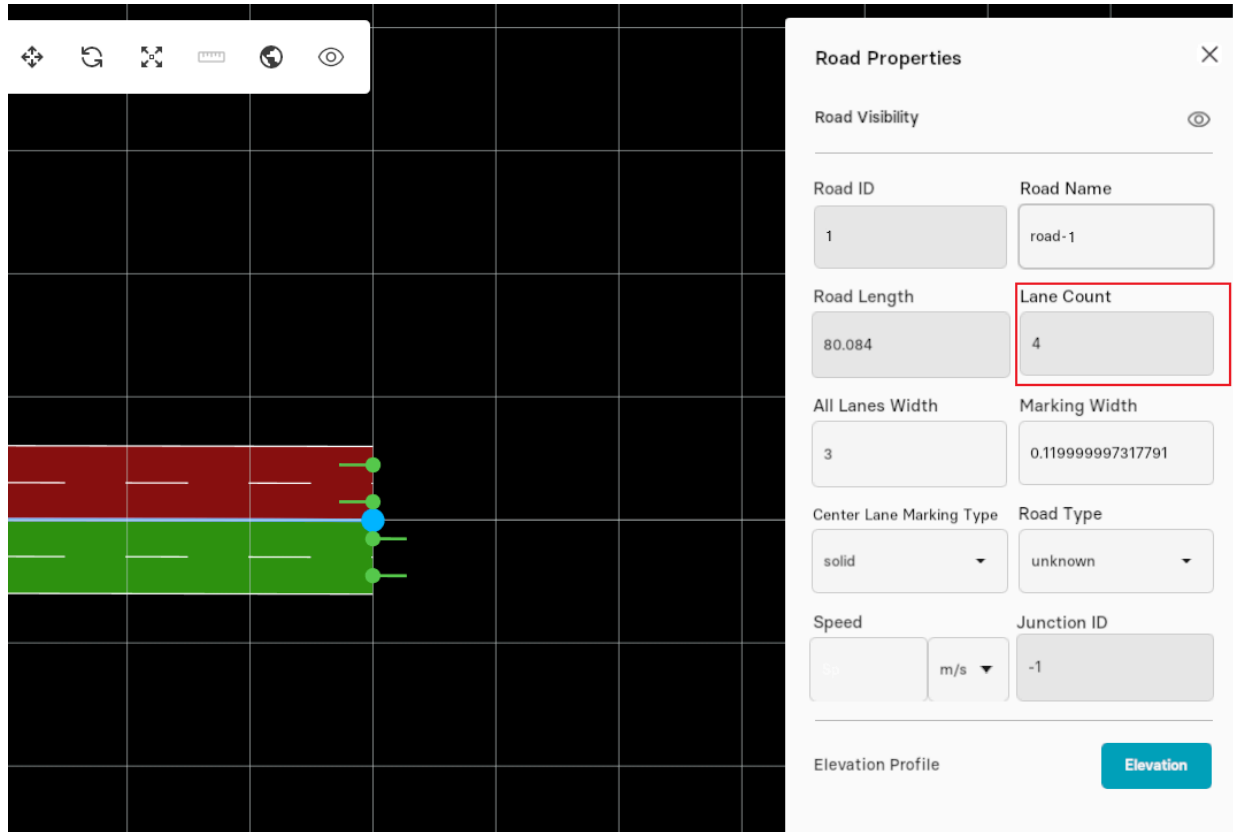 Road Properties
Road Visibility
Road ID
Road Name
1
road-1
Road Length
Lane Count
80.084
4
All Lanes Width
Marking Width
3
0.119999997317791
Center Lane Marking Type
Road Type
solid
unknown
Speed
Junction ID
m/s
-1
Elevation Profile
Elevation